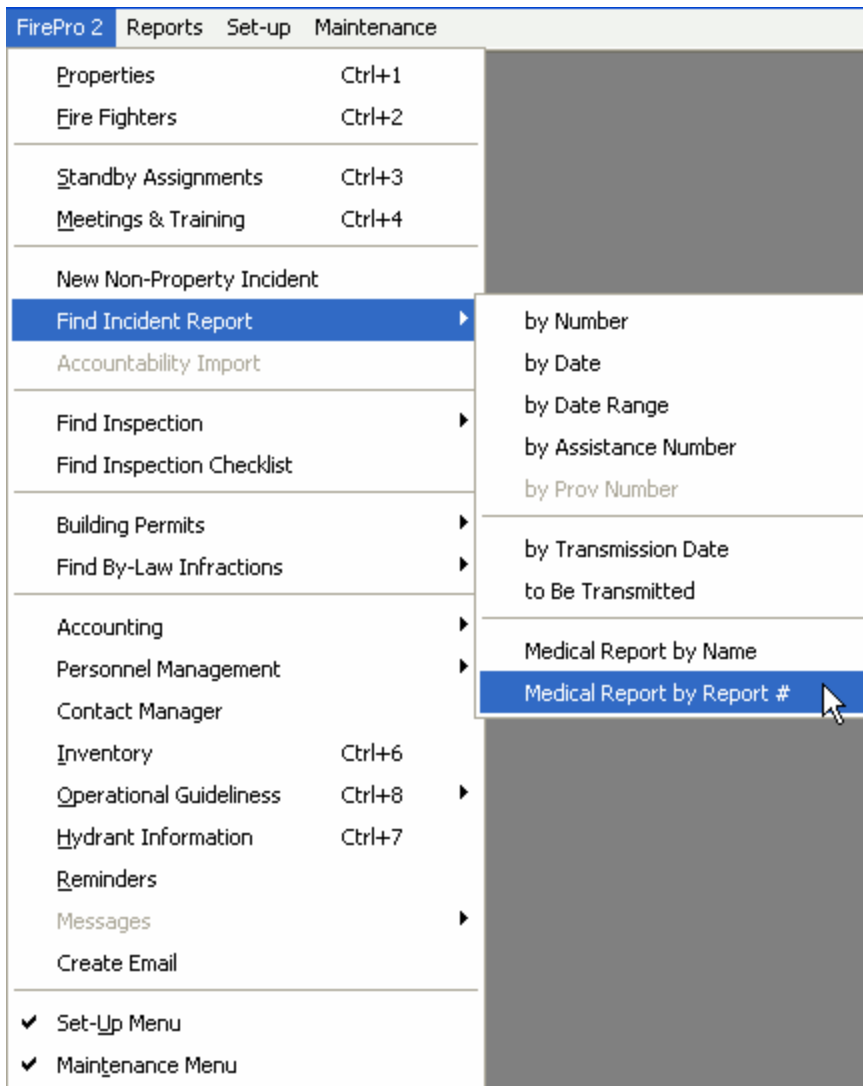 FirePro 2 Reports Set-up Maintenance
Properties Ctrl+1
Fire Fighters Ctrl+2
Standby Assignments Ctrl+3
Meetings & Training Ctrl+4
New Non-Property Incident
Find Incident Report
Accountability Import
Find Inspection
Find Inspection Checklist
Building Permits
Find By-Law Infractions
Accounting
Personnel Management
Contact Manager
Inventory Ctrl+6
Operational Guideliness Ctrl+8
Hydrant Information Ctrl+7
Reminders
Messages
Create Email
Set-Up Menu
Maintenance Menu
by Number
by Date
by Date Range
by Assistance Number
by Prov Number
by Transmission Date
to Be Transmitted
Medical Report by Name
Medical Report by Report #